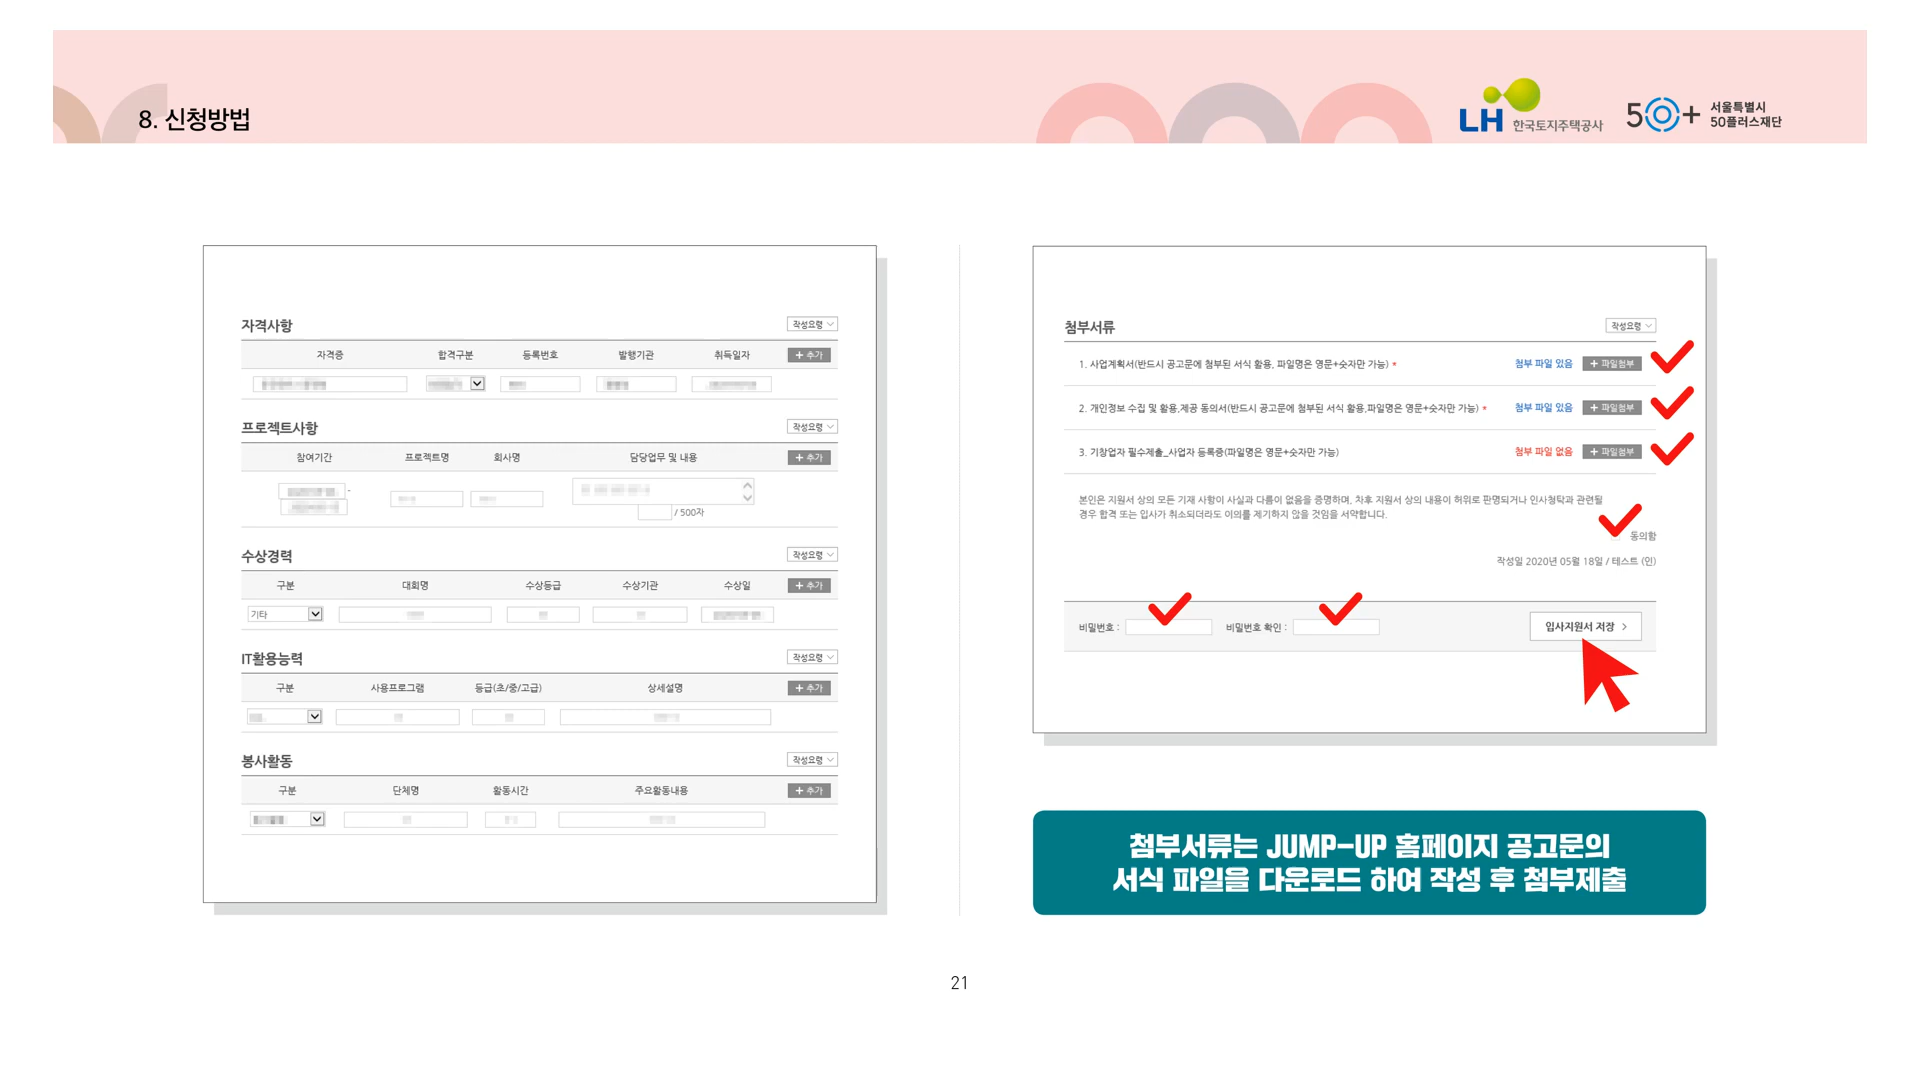 8. 신청방법
LH 한국토지주택공사
50+ 서울특별시
50플러스재단
자격사항 작성요령
자격증 합격구분 등록번호 발행기관 취득일자 + 추가
프로젝트사항 작성요령
참여기간 프로젝트명 회사명 담당업무 및 내용 + 추가
-
/ 500자
수상경력 작성요령
구분 대회명 수상등급 수상기관 수상일 + 추가
기타
IT활용능력 작성요령
구분 사용프로그램 등급(초/중/고급) 상세설명 + 추가
봉사활동 작성요령
구분 단체명 활동시간 주요활동내용 + 추가
첨부서류 작성요령
1. 사업계획서(반드시 공고문에 첨부된 서식 활용, 파일명은 영문+숫자만 가능) * 첨부 파일 있음 + 파일첨부
2. 개인정보 수집 및 활용,제공 동의서(반드시 공고문에 첨부된 서식 활용,파일명은 영문+숫자만 가능) * 첨부 파일 있음 + 파일첨부
3. 기창업자 필수제출_사업자 등록증(파일명은 영문+숫자만 가능) 첨부 파일 없음 + 파일첨부
본인은 지원서 상의 모든 기재 사항이 사실과 다름이 없음을 증명하며, 차후 지원서 상의 내용이 허위로 판명되거나 인사청탁과 관련될
경우 합격 또는 입사가 취소되더라도 이의를 제기하지 않을 것임을 서약합니다.
동의함
작성일 2020년 05월 18일 / 테스트 (인)
비밀번호 : 비밀번호 확인 : 입사지원서 저장 >
첨부서류는 JUMP-UP 홈페이지 공고문의
서식 파일을 다운로드 하여 작성 후 첨부제출
21